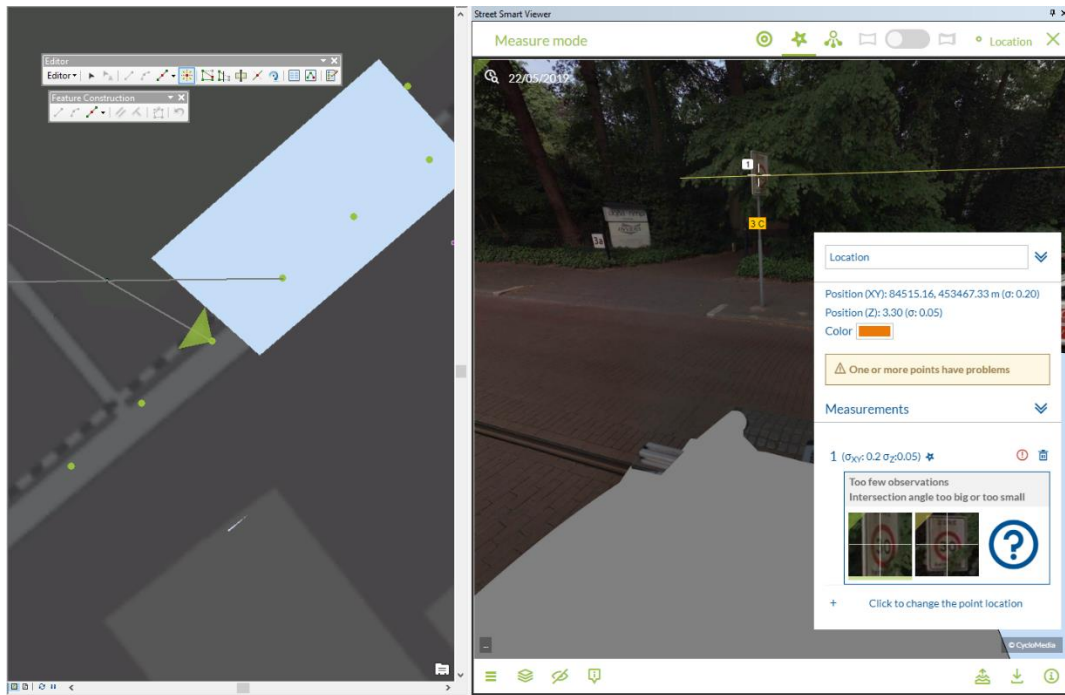 Editor
Editor
Feature Construction
Street Smart Viewer
Measure mode
Location
22/05/2019
1
3a
3 C
Location
Position (XY): 84515.16, 453467.33 m (σ: 0.20)
Position (Z): 3.30 (σ: 0.05)
Color
One or more points have problems
Measurements
1 (σXY: 0.2 σZ:0.05)
Too few observations
Intersection angle too big or too small
30
30
?
+ Click to change the point location
© CycloMedia